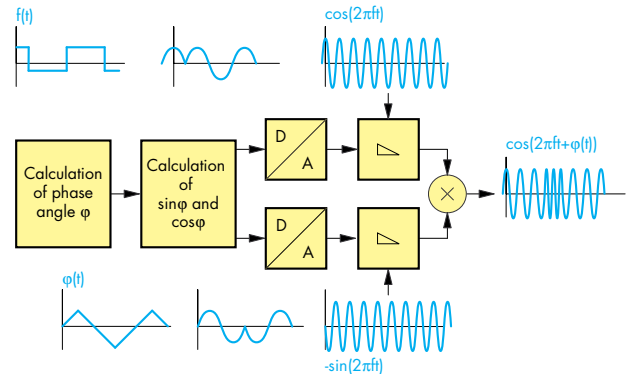 f(t)
cos(2πft)
Calculation
of phase
angle φ
Calculation
of
sinφ and
cosφ
D
A
D
A
×
cos(2πft+φ(t))
φ(t)
-sin(2πft)